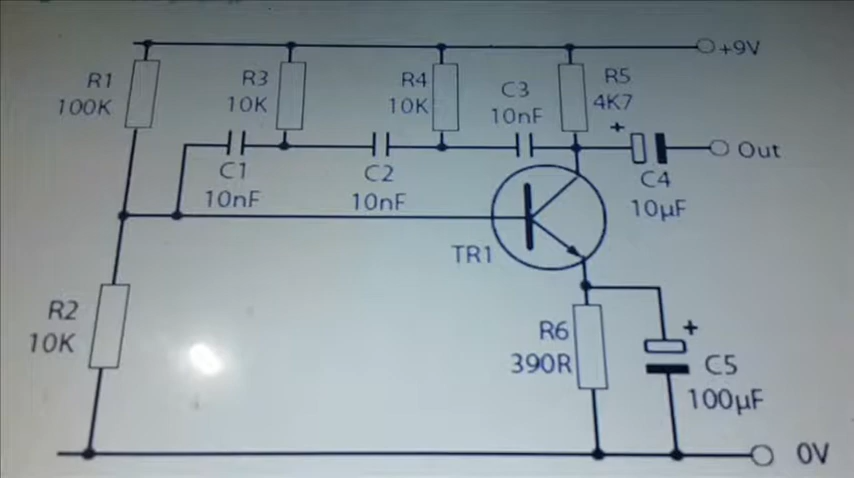 +9V
R1
100K
R3
10K
R4
10K
C3
10nF
R5
4K7
+
C1
10nF
C2
10nF
Out
C4
10µF
TR1
R2
10K
R6
390R
+
C5
100µF
0V